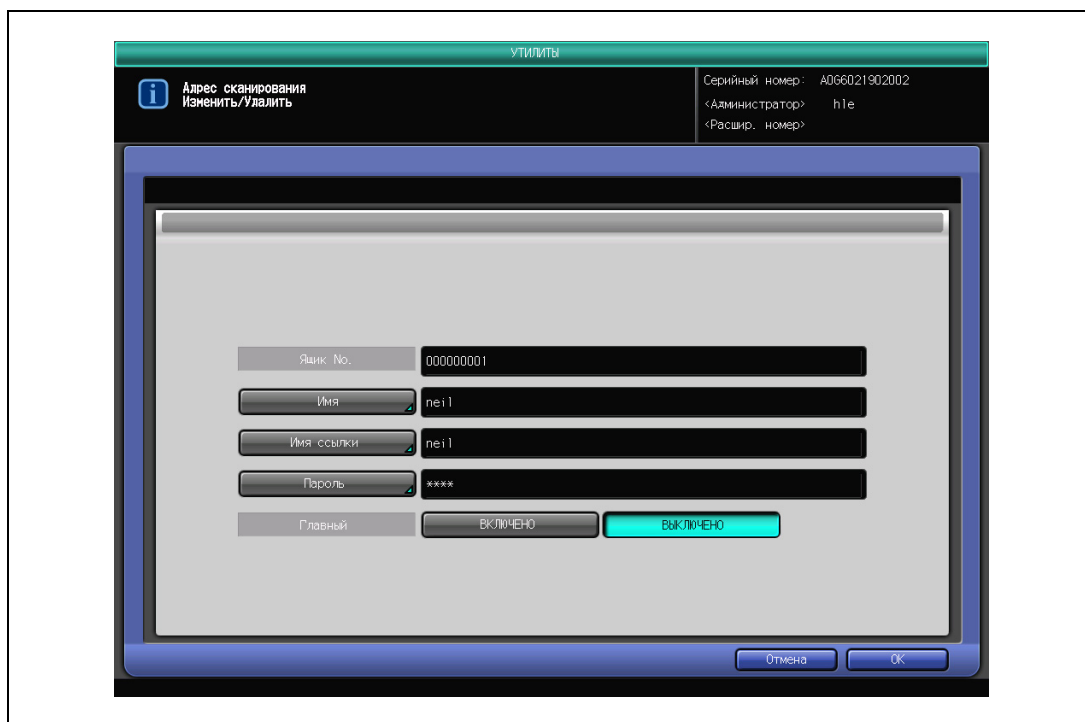 УТИЛИТЫ
Адрес сканирования
Изменить/Удалить
Серийный номер: A0G6021902002
<Администратор> hle
<Расшир. номер>
Ящик No. 000000001
Имя neil
Имя ссылки neil
Пароль ****
Главный ВКЛЮЧЕНО ВЫКЛЮЧЕНО
Отмена OK